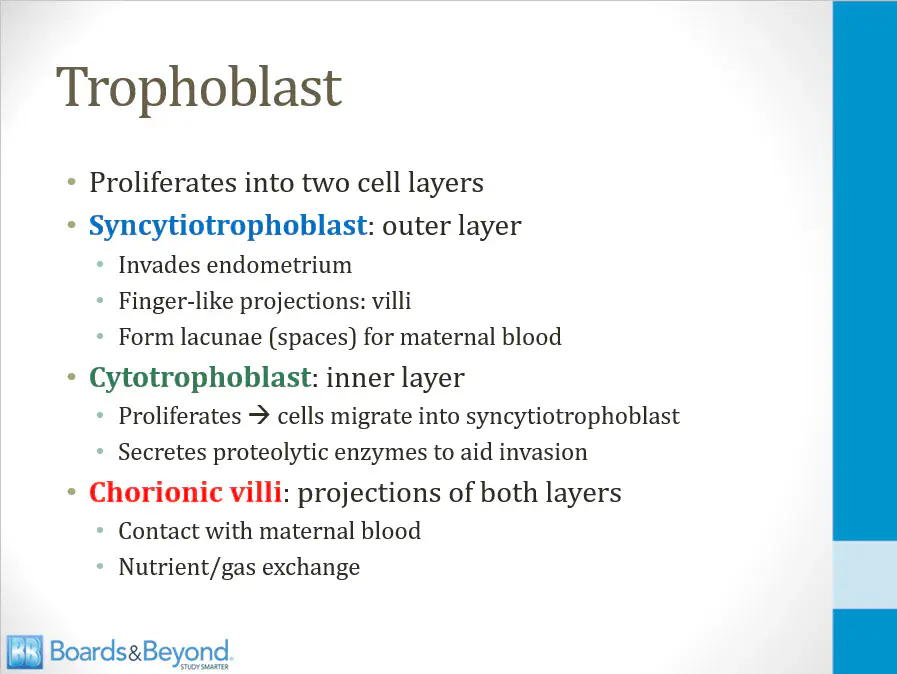 Trophoblast
• Proliferates into two cell layers
• Syncytiotrophoblast: outer layer
• Invades endometrium
• Finger-like projections: villi
• Form lacunae (spaces) for maternal blood
• Cytotrophoblast: inner layer
• Proliferates → cells migrate into syncytiotrophoblast
• Secretes proteolytic enzymes to aid invasion
• Chorionic villi: projections of both layers
• Contact with maternal blood
• Nutrient/gas exchange
BB Boards&Beyond.
STUDY SMARTER